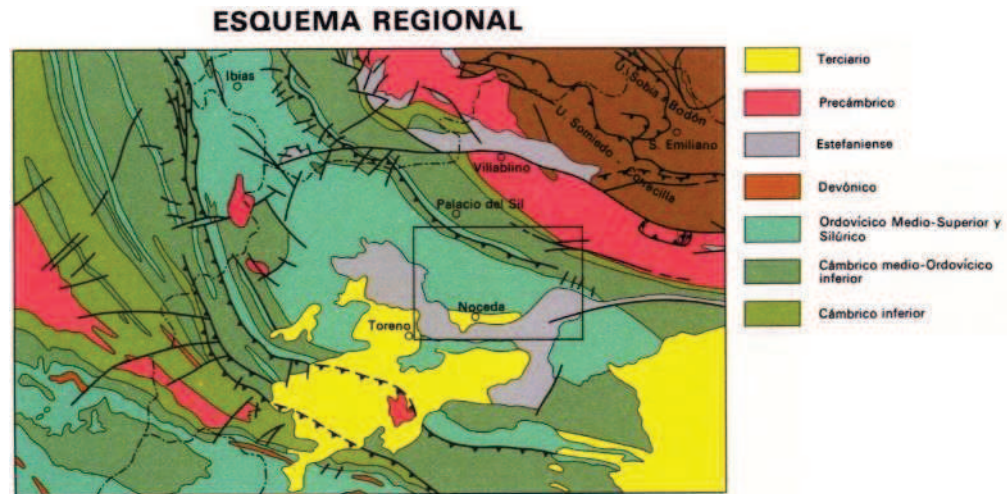 ESQUEMA REGIONAL
Ibias
U. Sobia - Bodón
U. Somiedo - Correcilla
S. Emiliano
Villablino
Palacio del Sil
Noceda
Toreno
Terciario
Precámbrico
Estefaniense
Devónico
Ordovícico Medio-Superior y
Silúrico
Cámbrico medio-Ordovícico
inferior
Cámbrico inferior